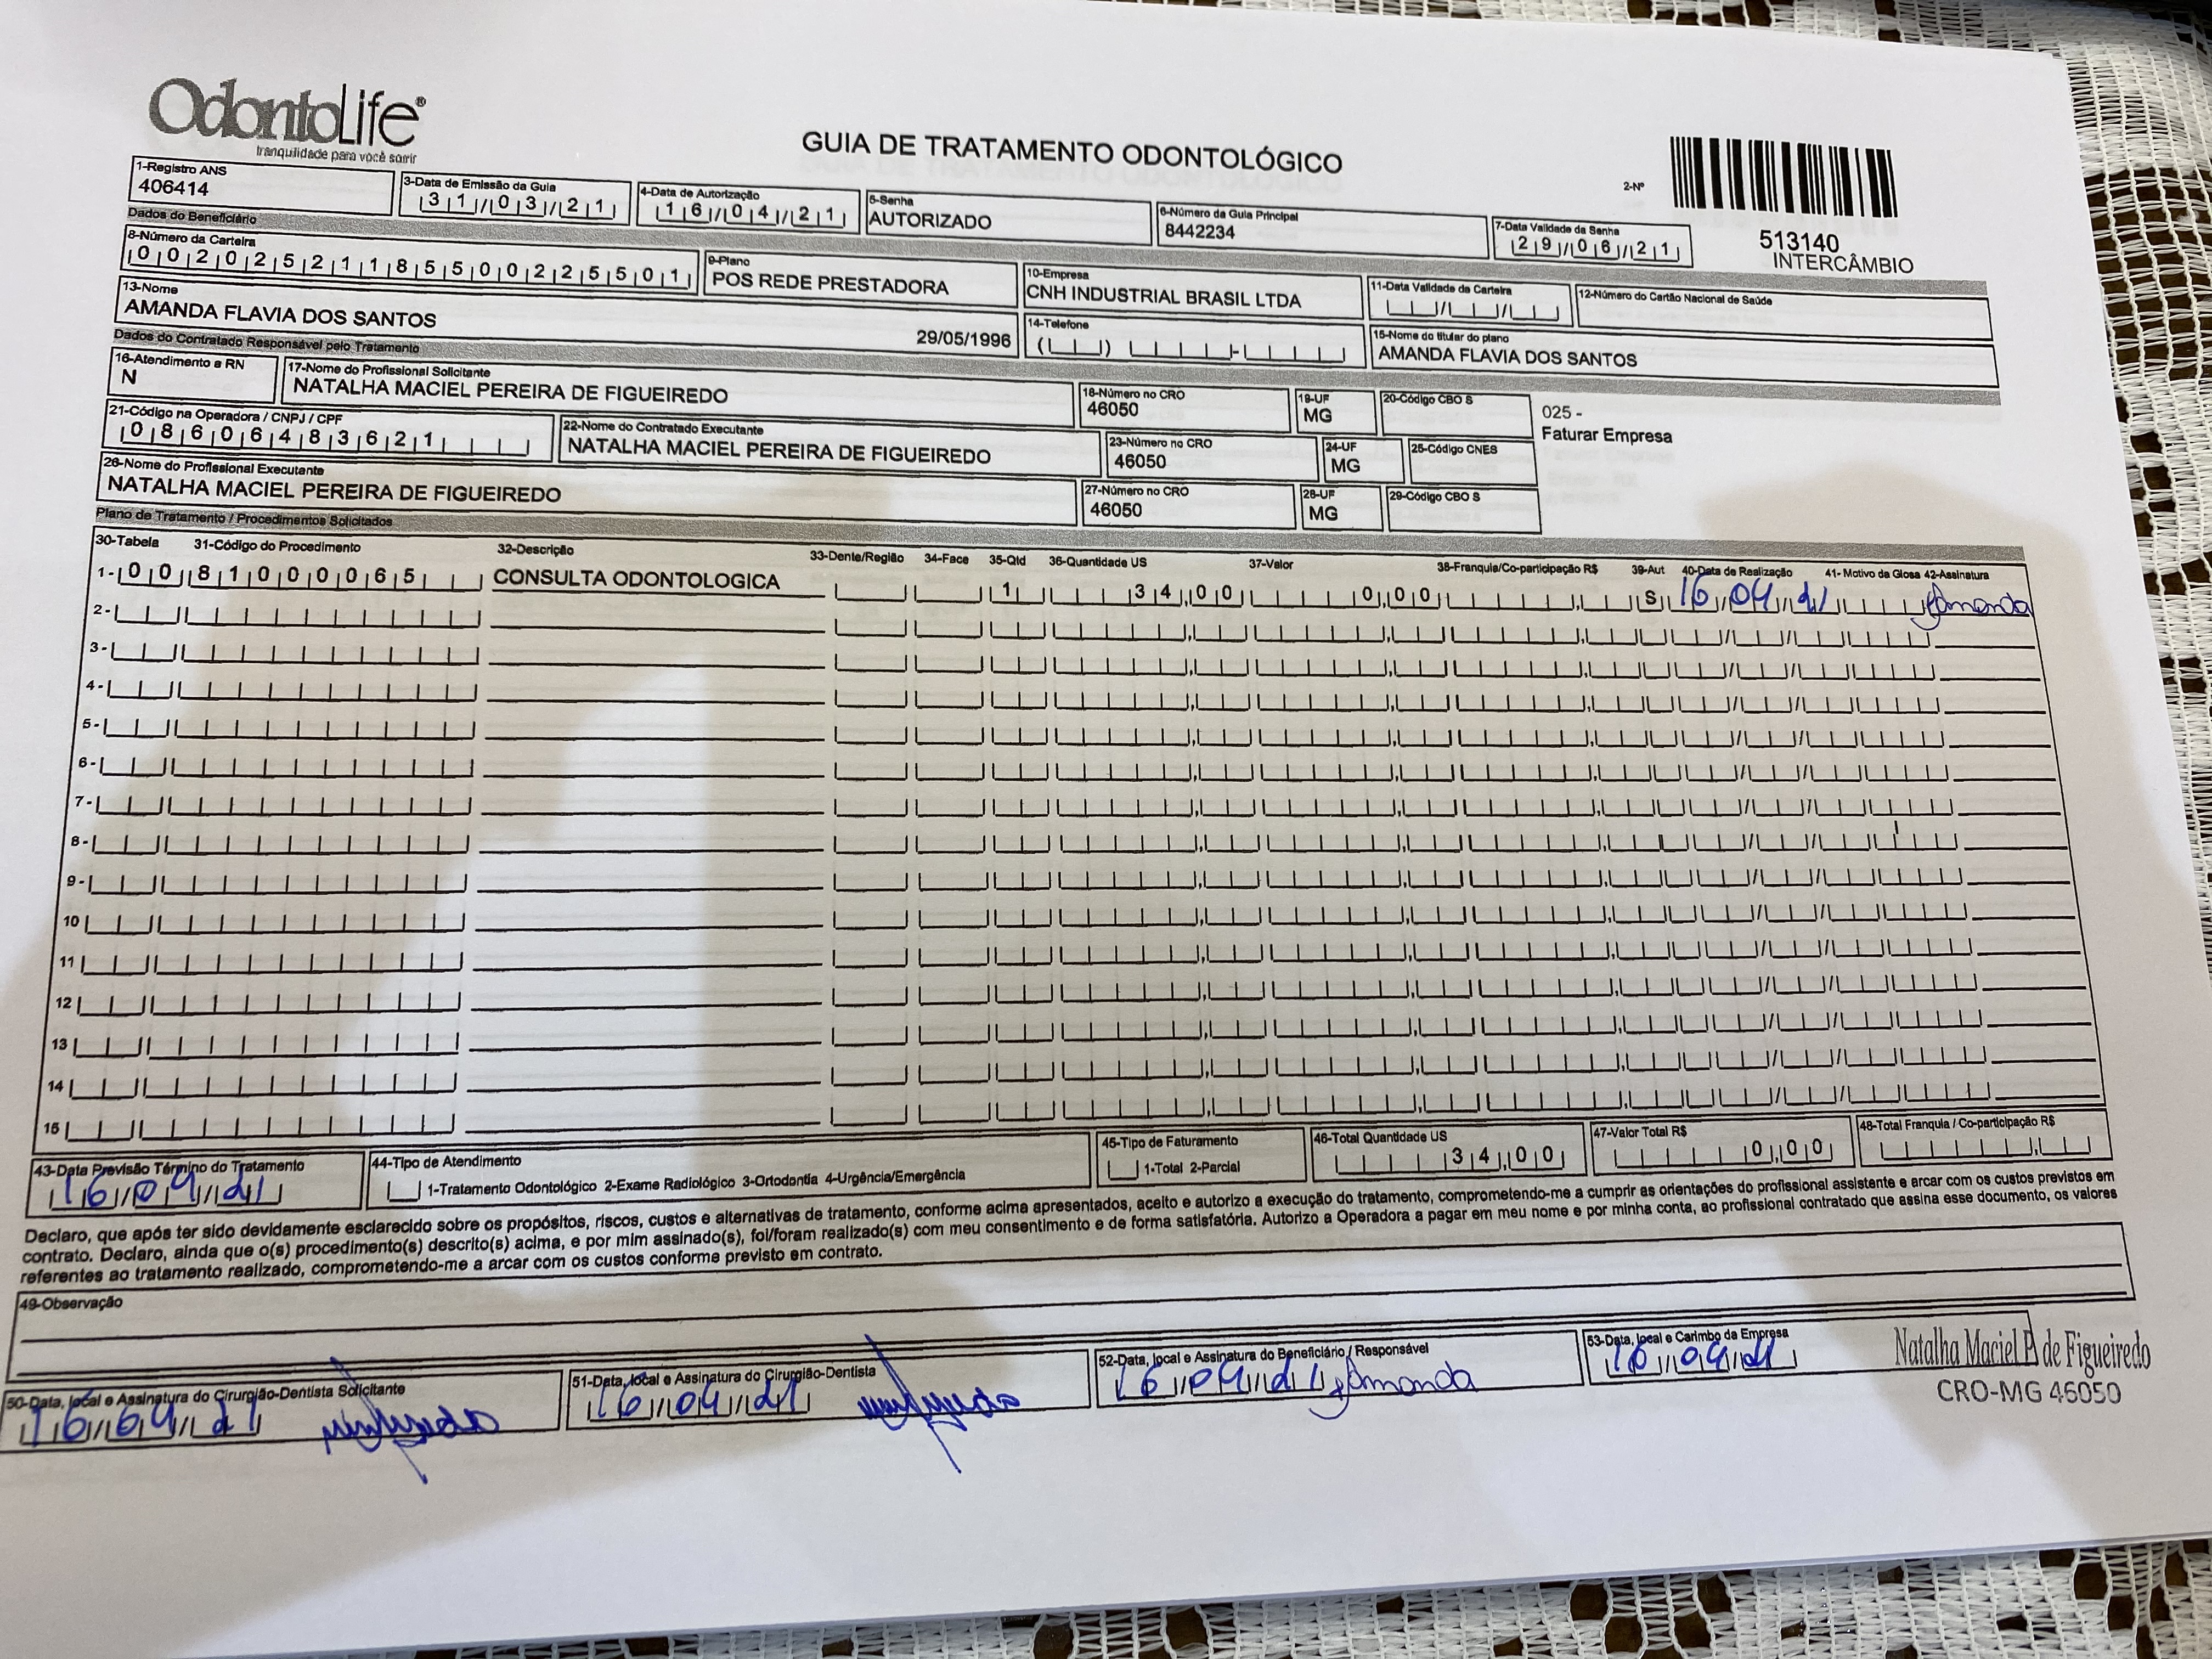 OdontoLife®
tranquilidade para você sorrir
GUIA DE TRATAMENTO ODONTOLÓGICO
2-Nº
513140
INTERCÂMBIO
1-Registro ANS
406414
3-Data de Emissão da Guia
31/03/21
4-Data de Autorização
16/04/21
5-Senha
AUTORIZADO
6-Número da Guia Principal
8442234
7-Data Validade da Senha
29/06/21
Dados do Beneficiário
8-Número da Carteira
00202521185500225501
9-Plano
POS REDE PRESTADORA
10-Empresa
CNH INDUSTRIAL BRASIL LTDA
11-Data Validade da Carteira
12-Número do Cartão Nacional de Saúde
13-Nome
AMANDA FLAVIA DOS SANTOS 29/05/1996
14-Telefone
15-Nome do titular do plano
AMANDA FLAVIA DOS SANTOS
Dados do Contratado Responsável pelo Tratamento
16-Atendimento a RN
N
17-Nome do Profissional Solicitante
NATALHA MACIEL PEREIRA DE FIGUEIREDO
18-Número no CRO
46050
19-UF
MG
20-Código CBO S
025 -
Faturar Empresa
21-Código na Operadora / CNPJ / CPF
08606483621
22-Nome do Contratado Executante
NATALHA MACIEL PEREIRA DE FIGUEIREDO
23-Número no CRO
46050
24-UF
MG
25-Código CNES
26-Nome do Profissional Executante
NATALHA MACIEL PEREIRA DE FIGUEIREDO
27-Número no CRO
46050
28-UF
MG
29-Código CBO S
Plano de Tratamento / Procedimentos Solicitados
30-Tabela 31-Código do Procedimento 32-Descrição 33-Dente/Região 34-Face 35-Qtd 36-Quantidade US 37-Valor 38-Franquia/Co-participação R$ 39-Aut 40-Data de Realização 41- Motivo da Glosa 42-Assinatura
1- 00 81000065 CONSULTA ODONTOLOGICA 1 34,00 0,00 S 16/04/21 Amanda
2-
3-
4-
5-
6-
7-
8-
9-
10
11
12
13
14
15
43-Data Previsão Término do Tratamento
16/04/21
44-Tipo de Atendimento
1-Tratamento Odontológico 2-Exame Radiológico 3-Ortodontia 4-Urgência/Emergência
45-Tipo de Faturamento
1-Total 2-Parcial
46-Total Quantidade US
34,00
47-Valor Total R$
0,00
48-Total Franquia / Co-participação R$
Declaro, que após ter sido devidamente esclarecido sobre os propósitos, riscos, custos e alternativas de tratamento, conforme acima apresentados, aceito e autorizo a execução do tratamento, comprometendo-me a cumprir as orientações do profissional assistente e arcar com os custos previstos em
contrato. Declaro, ainda que o(s) procedimento(s) descrito(s) acima, e por mim assinado(s), foi/foram realizado(s) com meu consentimento e de forma satisfatória. Autorizo a Operadora a pagar em meu nome e por minha conta, ao profissional contratado que assina esse documento, os valores
referentes ao tratamento realizado, comprometendo-me a arcar com os custos conforme previsto em contrato.
49-Observação
50-Data, local e Assinatura do Cirurgião-Dentista Solicitante
16/04/21
51-Data, local e Assinatura do Cirurgião-Dentista
16/04/21
52-Data, local e Assinatura do Beneficiário / Responsável
16/04/21 Amanda
53-Data, local e Carimbo da Empresa
16/04/21
Natalha Maciel P. de Figueiredo
CRO-MG 46050